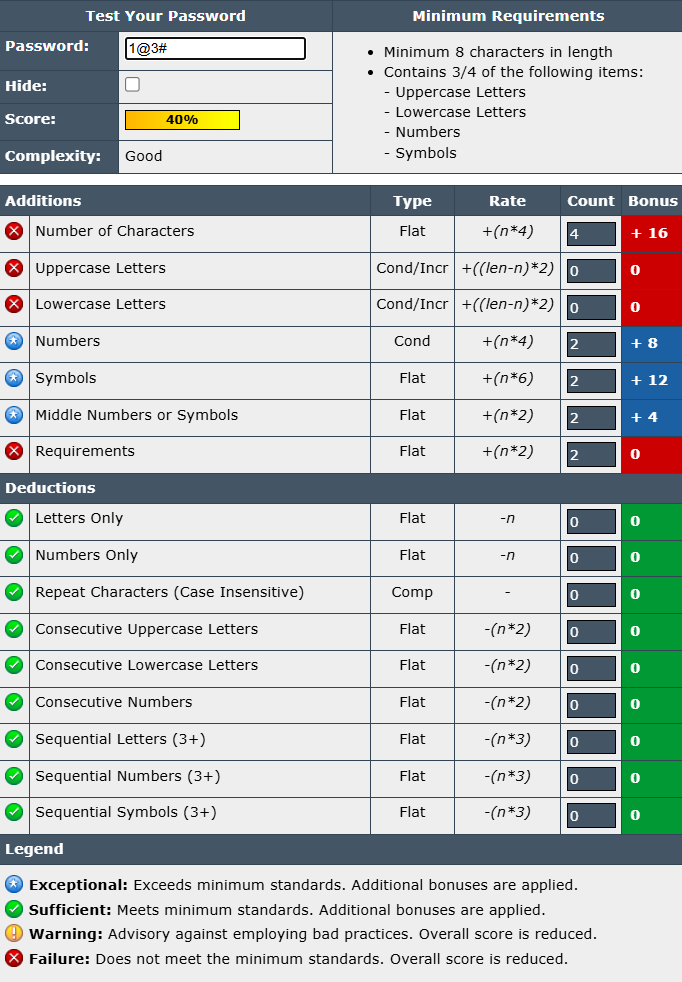 Test Your Password
Minimum Requirements
Password:
1@3#
Hide:
Score:
40%
Complexity:
Good
• Minimum 8 characters in length
• Contains 3/4 of the following items:
- Uppercase Letters
- Lowercase Letters
- Numbers
- Symbols
Additions Type Rate Count Bonus
Number of Characters Flat +(n*4) 4 + 16
Uppercase Letters Cond/Incr +((len-n)*2) 0 0
Lowercase Letters Cond/Incr +((len-n)*2) 0 0
Numbers Cond +(n*4) 2 + 8
Symbols Flat +(n*6) 2 + 12
Middle Numbers or Symbols Flat +(n*2) 2 + 4
Requirements Flat +(n*2) 2 0
Deductions
Letters Only Flat -n 0 0
Numbers Only Flat -n 0 0
Repeat Characters (Case Insensitive) Comp - 0 0
Consecutive Uppercase Letters Flat -(n*2) 0 0
Consecutive Lowercase Letters Flat -(n*2) 0 0
Consecutive Numbers Flat -(n*2) 0 0
Sequential Letters (3+) Flat -(n*3) 0 0
Sequential Numbers (3+) Flat -(n*3) 0 0
Sequential Symbols (3+) Flat -(n*3) 0 0
Legend
Exceptional: Exceeds minimum standards. Additional bonuses are applied.
Sufficient: Meets minimum standards. Additional bonuses are applied.
Warning: Advisory against employing bad practices. Overall score is reduced.
Failure: Does not meet the minimum standards. Overall score is reduced.